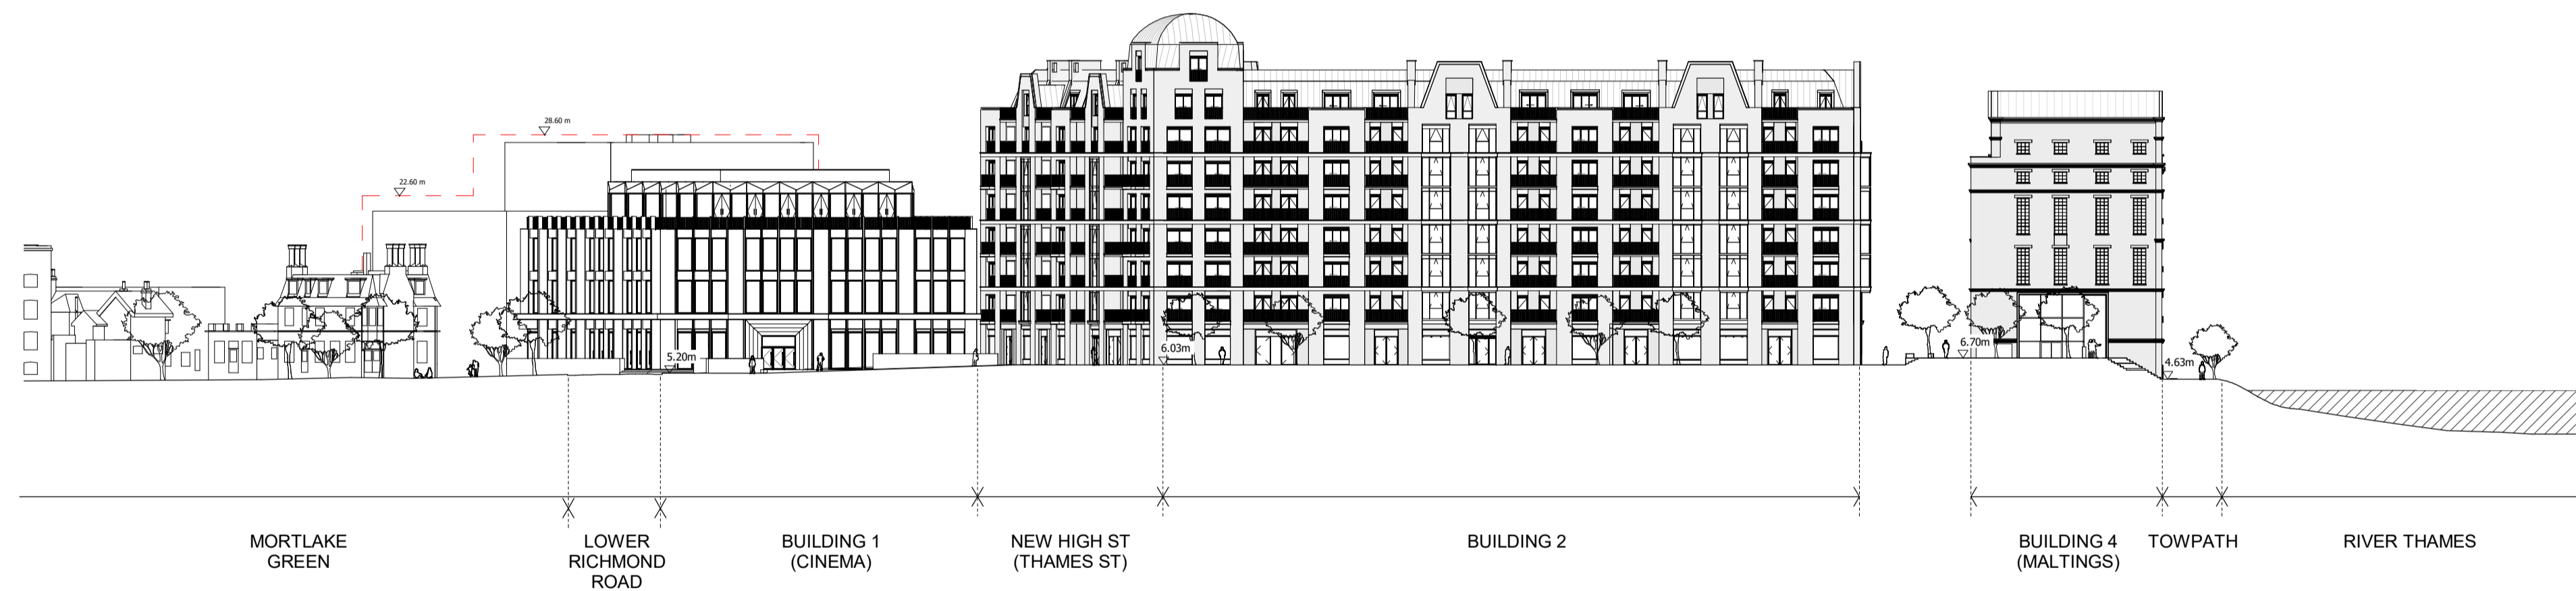 28.60 m
22.60 m
5.20m
6.03m
6.70m
4.63m
MORTLAKE
GREEN
LOWER
RICHMOND
ROAD
BUILDING 1
(CINEMA)
NEW HIGH ST
(THAMES ST)
BUILDING 2
BUILDING 4
(MALTINGS)
TOWPATH
RIVER THAMES